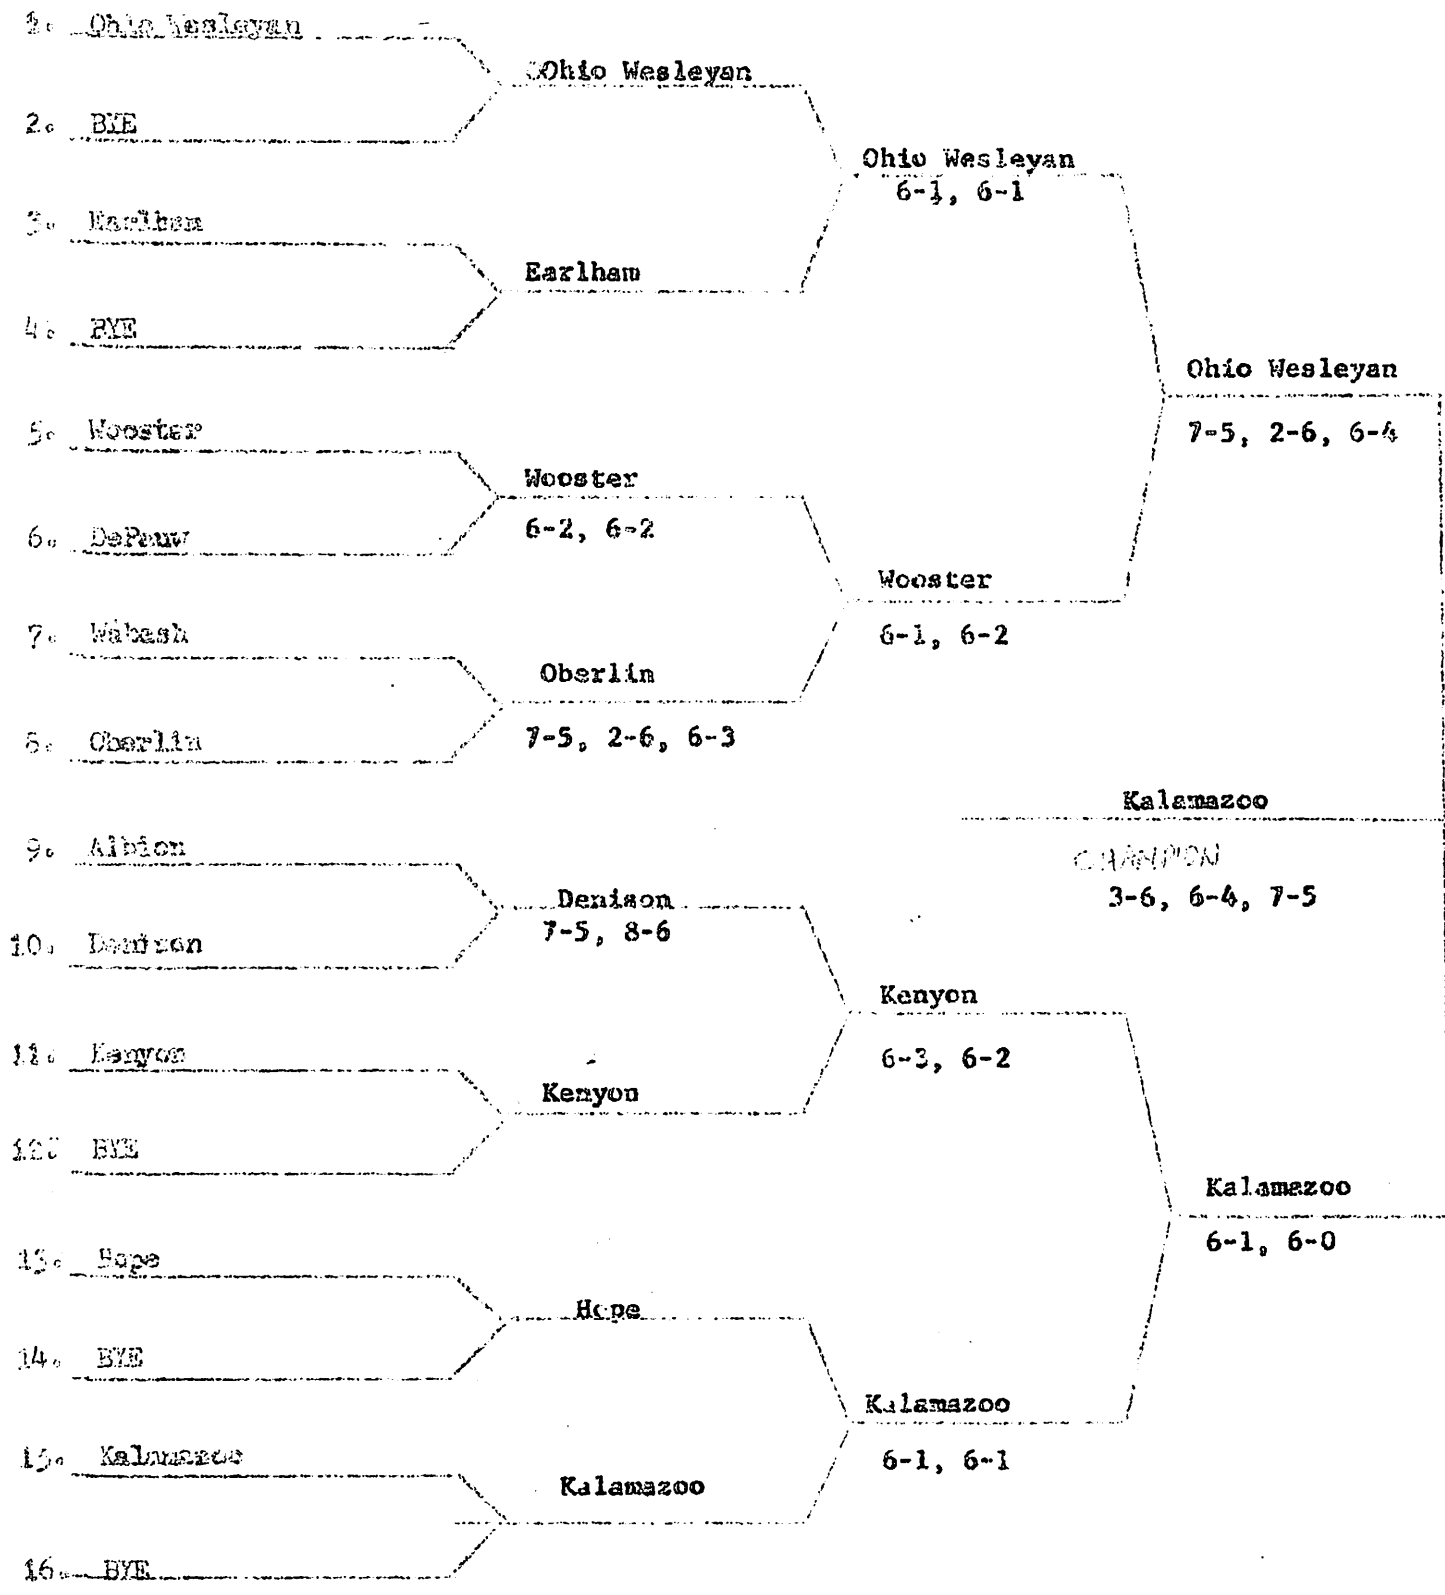 1. Ohio Wesleyan
Ohio Wesleyan
2. BYE
Ohio Wesleyan
6-1, 6-1
3. Earlham
Earlham
4. BYE
Ohio Wesleyan
7-5, 2-6, 6-4
5. Wooster
Wooster
6-2, 6-2
6. DePauw
Wooster
6-1, 6-2
7. Wabash
Oberlin
7-5, 2-6, 6-3
8. Oberlin
Kalamazoo
CHAMPION
3-6, 6-4, 7-5
9. Albion
Denison
7-5, 8-6
10. Denison
Kenyon
6-3, 6-2
11. Kenyon
Kenyon
12. BYE
Kalamazoo
6-1, 6-0
13. Hope
Hope
14. BYE
Kalamazoo
6-1, 6-1
15. Kalamazoo
Kalamazoo
16. BYE